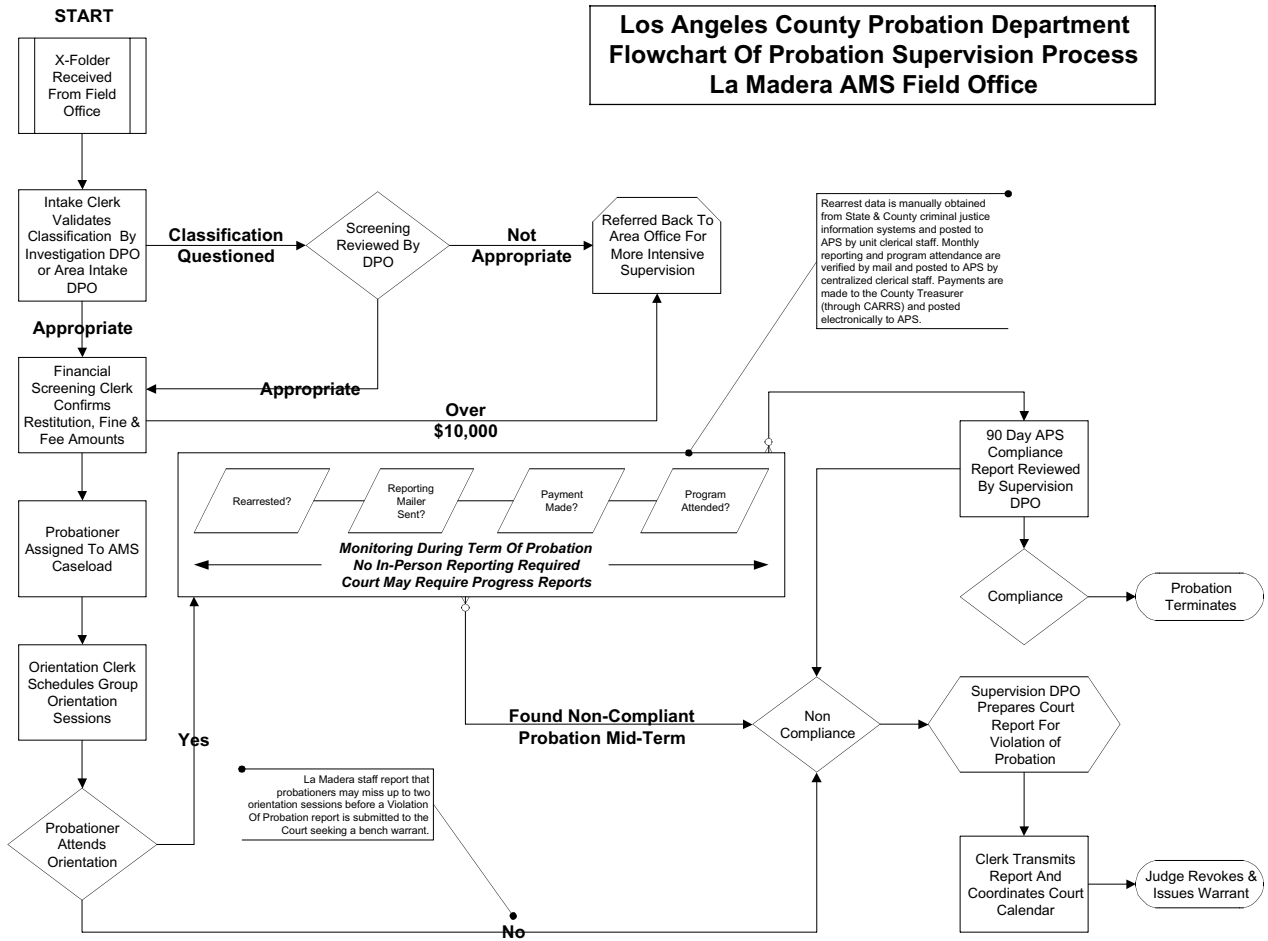 START
Los Angeles County Probation Department
Flowchart Of Probation Supervision Process
La Madera AMS Field Office
X-Folder
Received
From Field
Office
Intake Clerk
Validates
Classification By
Investigation DPO
or Area Intake
DPO
Classification
Questioned
Screening
Reviewed By
DPO
Not
Appropriate
Referred Back To
Area Office For
More Intensive
Supervision
Rearrest data is manually obtained
from State & County criminal justice
information systems and posted to
APS by unit clerical staff. Monthly
reporting and program attendance are
verified by mail and posted to APS by
centralized clerical staff. Payments are
made to the County Treasurer
(through CARRS) and posted
electronically to APS.
Appropriate
Financial
Screening Clerk
Confirms
Restitution, Fine &
Fee Amounts
Appropriate
Over
$10,000
90 Day APS
Compliance
Report Reviewed
By Supervision
DPO
Rearrested?
Reporting
Mailer
Sent?
Payment
Made?
Program
Attended?
Monitoring During Term Of Probation
No In-Person Reporting Required
Court May Require Progress Reports
Probationer
Assigned To AMS
Caseload
Compliance
Probation
Terminates
Orientation Clerk
Schedules Group
Orientation
Sessions
Yes
Found Non-Compliant
Probation Mid-Term
Non
Compliance
Supervision DPO
Prepares Court
Report For
Violation of
Probation
La Madera staff report that
probationers may miss up to two
orientation sessions before a Violation
Of Probation report is submitted to the
Court seeking a bench warrant.
Probationer
Attends
Orientation
Clerk Transmits
Report And
Coordinates Court
Calendar
Judge Revokes &
Issues Warrant
No